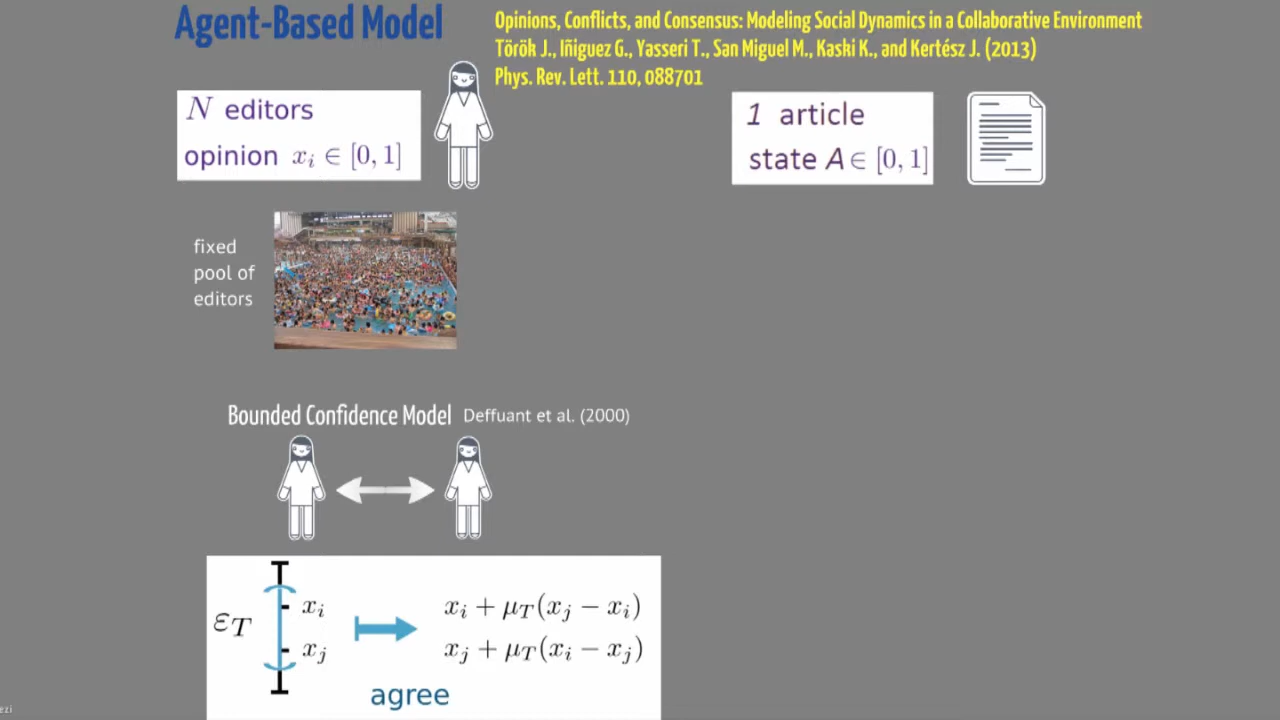 Agent-Based Model
Opinions, Conflicts, and Consensus: Modeling Social Dynamics in a Collaborative Environment
Török J., Iñiguez G., Yasseri T., San Miguel M., Kaski K., and Kertész J. (2013)
Phys. Rev. Lett. 110, 088701
N editors
opinion x_i ∈ [0, 1]
1 article
state A ∈ [0, 1]
fixed
pool of
editors
Bounded Confidence Model Deffuant et al. (2000)
ε_T
x_i
x_j
x_i + μ_T(x_j − x_i)
x_j + μ_T(x_i − x_j)
agree
ezi